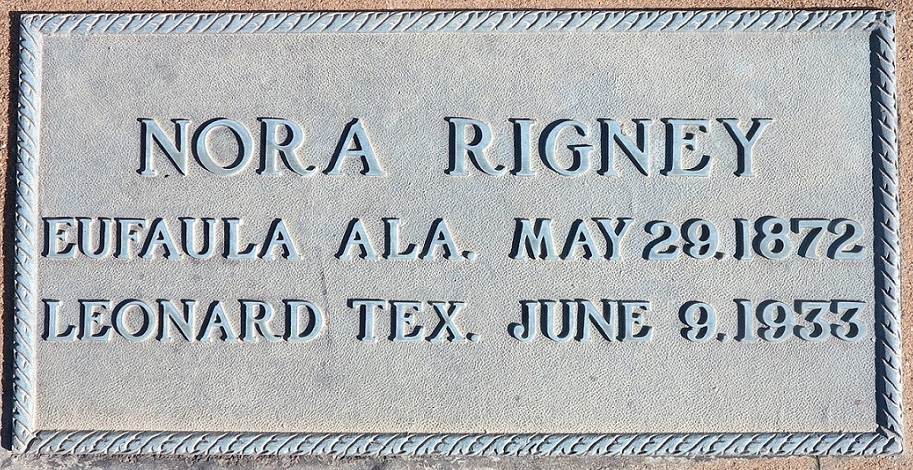 NORA RIGNEY
EUFAULA ALA. MAY 29, 1872
LEONARD TEX. JUNE 9, 1933